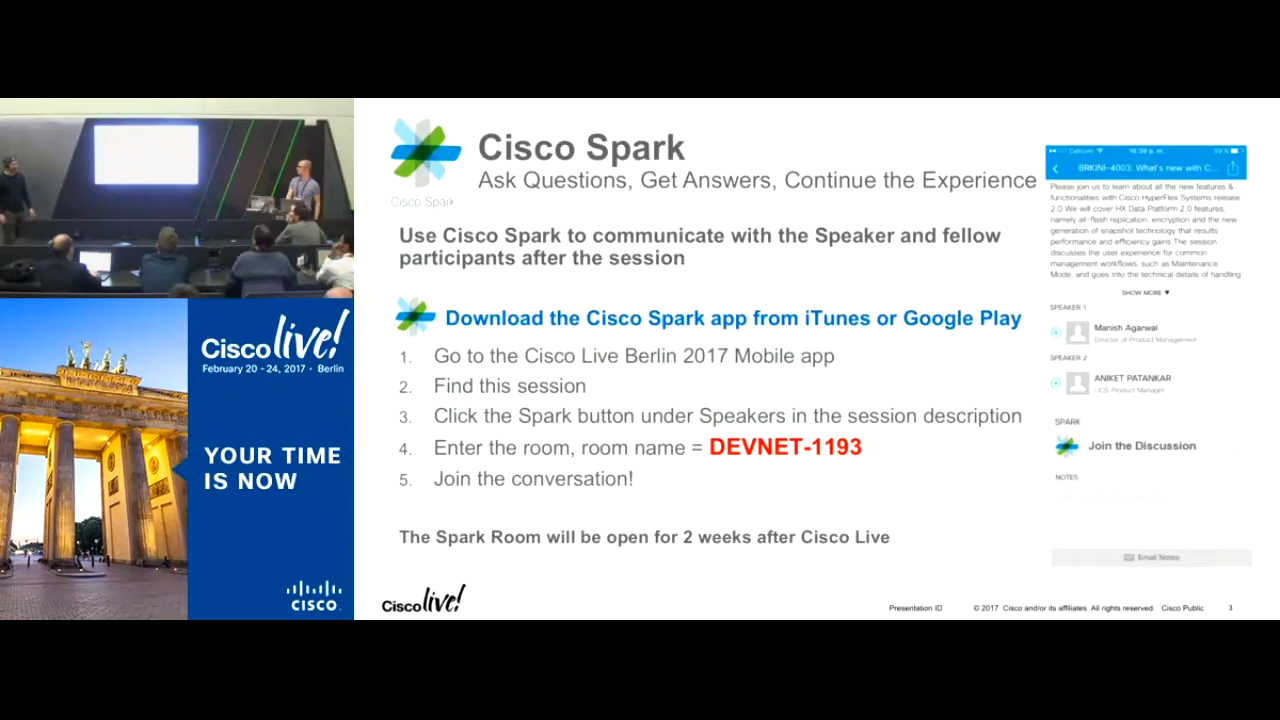 Cisco live!
February 20 - 24, 2017 • Berlin
YOUR TIME
IS NOW
CISCO
Cisco Spark
Cisco Spark
Ask Questions, Get Answers, Continue the Experience
Use Cisco Spark to communicate with the Speaker and fellow
participants after the session
Download the Cisco Spark app from iTunes or Google Play
1. Go to the Cisco Live Berlin 2017 Mobile app
2. Find this session
3. Click the Spark button under Speakers in the session description
4. Enter the room, room name = DEVNET-1193
5. Join the conversation!
The Spark Room will be open for 2 weeks after Cisco Live
BRKINI-4003: What's new with C...
Please join us to learn about all the new features &
functionalities with Cisco HyperFlex Systems release
2.0 We will cover HX Data Platform 2.0 features,
namely all-flash replication, encryption and the new
generation of snapshot technology that results
performance and efficiency gains The session
discusses the user experience for common
management workflows, such as Maintenance
Mode, and goes into the technical details of handling
SHOW MORE ▼
SPEAKER 1
Manish Agarwal
Director of Product Management
SPEAKER 2
ANIKET PATANKAR
UCS Product Manager
SPARK
Join the Discussion
NOTES
Email Notes
Cisco live!
Presentation ID
© 2017 Cisco and/or its affiliates. All rights reserved. Cisco Public
3